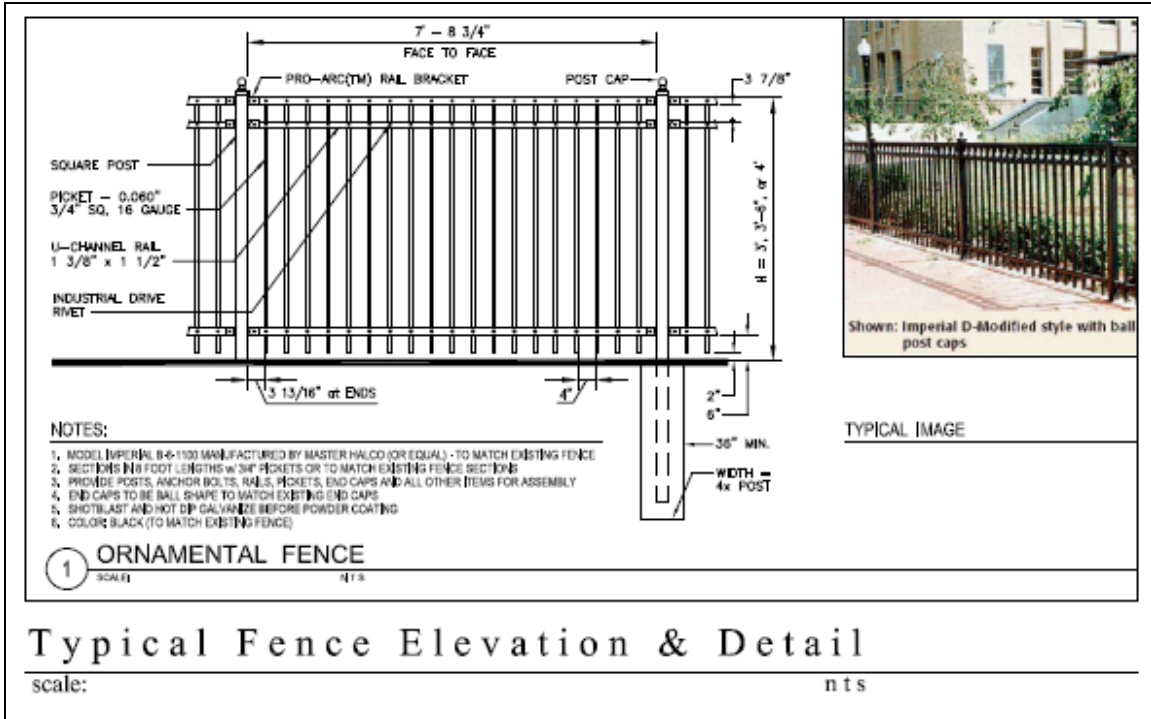 7' – 8 3/4"
FACE TO FACE
PRO–ARC(TM) RAIL BRACKET
POST CAP
3 7/8"
SQUARE POST
PICKET – 0.060"
3/4" SQ, 16 GAUGE
U–CHANNEL RAIL
1 3/8" x 1 1/2"
INDUSTRIAL DRIVE
RIVET
H = 3', 3'–6", or 4'
Shown: Imperial D-Modified style with ball
post caps
3 13/16" at ENDS
4"
2"
6"
36" MIN.
WIDTH =
4x POST
NOTES:
1. MODEL IMPERIAL B-6-1100 MANUFACTURED BY MASTER HALCO (OR EQUAL) - TO MATCH EXISTING FENCE
2. SECTIONS IN 8 FOOT LENGTHS w/ 3/4" PICKETS OR TO MATCH EXISTING FENCE SECTIONS
3. PROVIDE POSTS, ANCHOR BOLTS, RAILS, PICKETS, END CAPS AND ALL OTHER ITEMS FOR ASSEMBLY
4. END CAPS TO BE BALL SHAPE TO MATCH EXISTING END CAPS
5. SHOTBLAST AND HOT DIP GALVANIZE BEFORE POWDER COATING
6. COLOR: BLACK (TO MATCH EXISTING FENCE)
TYPICAL IMAGE
1 ORNAMENTAL FENCE
SCALE: NTS
Typical Fence Elevation & Detail
scale: nts